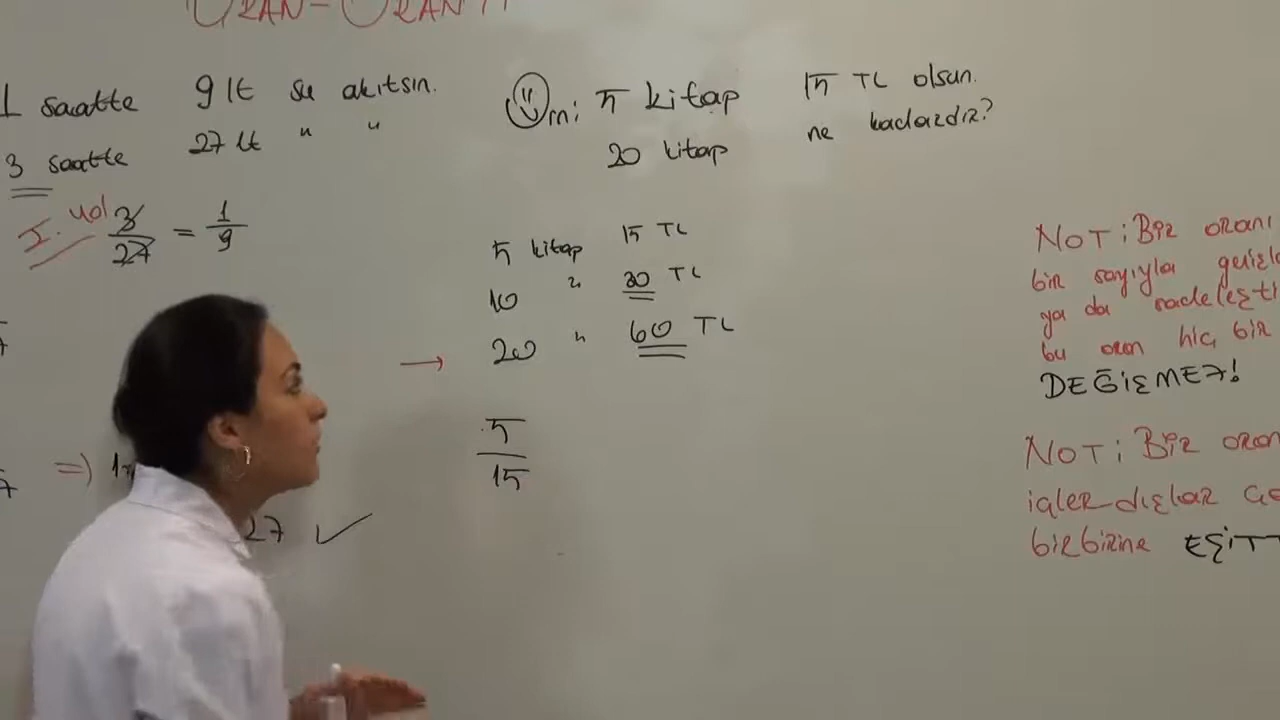 ORAN - ORANTI
1 saatte 9 lt su akıtsın.
3 saatte 27 lt " "
I. yol 3/27 = 1/9
=)
27 ✓
Örn: 5 kitap 15 TL olsun.
20 kitap ne kadardır?
5 kitap 15 TL
10 " 30 TL
→ 20 " 60 TL
5/15
NOT: Bir oranı
bir sayıyla
ya da
bu oran hiç bir
DEĞİŞMEZ!
NOT: Bir oran
içler-dışlar
birbirine EŞİTT